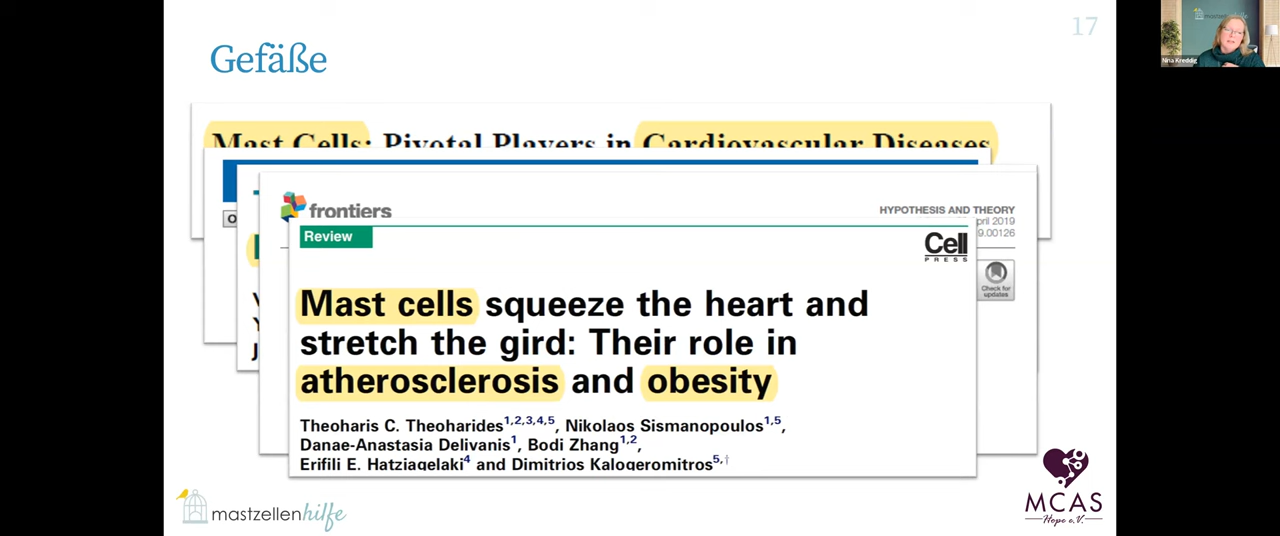 17
Gefäße
Mast Cells: Pivotal Players in Cardiovascular Diseases
frontiers
HYPOTHESIS AND THEORY
pril 2019
9.00126
Check for
updates
Review
Cell
PRESS
Mast cells squeeze the heart and
stretch the gird: Their role in
atherosclerosis and obesity
Theoharis C. Theoharides1,2,3,4,5, Nikolaos Sismanopoulos1,5,
Danae-Anastasia Delivanis1, Bodi Zhang1,2,
Erifili E. Hatziagelaki4 and Dimitrios Kalogeromitros5,†
mastzellenhilfe
MCAS
Hope e.V.
mastzellenhilfe
Nina Kreddig